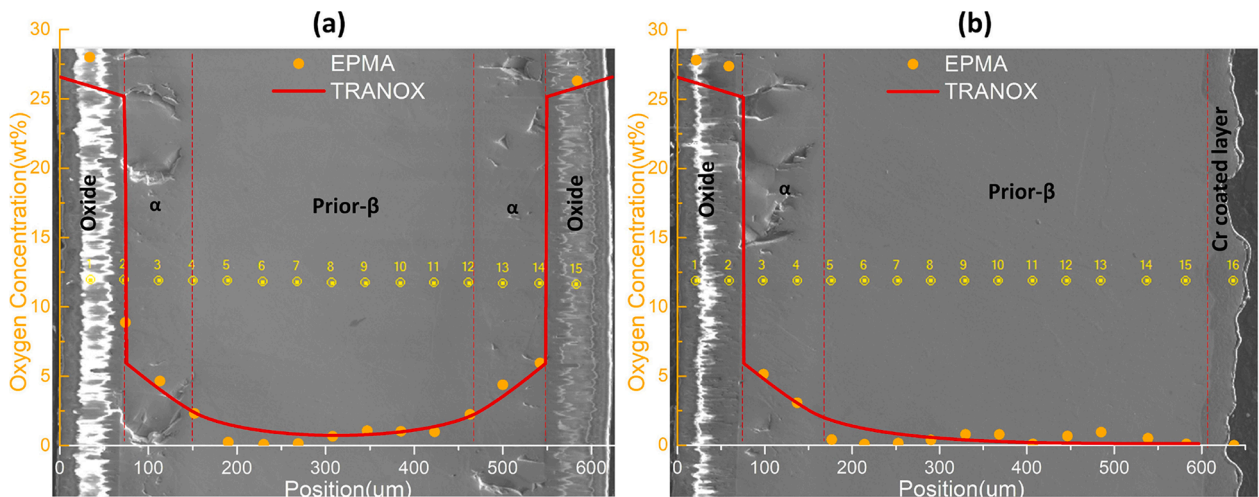 (a)
(b)
Oxygen Concentration(wt%)
30
25
20
15
10
5
0
EPMA
TRANOX
Oxide
α
Prior-β
α
Oxide
1 2 3 4 5 6 7 8 9 10 11 12 13 14 15
0 100 200 300 400 500 600
Position(um)
Oxygen Concentration(wt%)
30
25
20
15
10
5
0
EPMA
TRANOX
Oxide
α
Prior-β
Cr coated layer
1 2 3 4 5 6 7 8 9 10 11 12 13 14 15 16
0 100 200 300 400 500 600
Position(um)